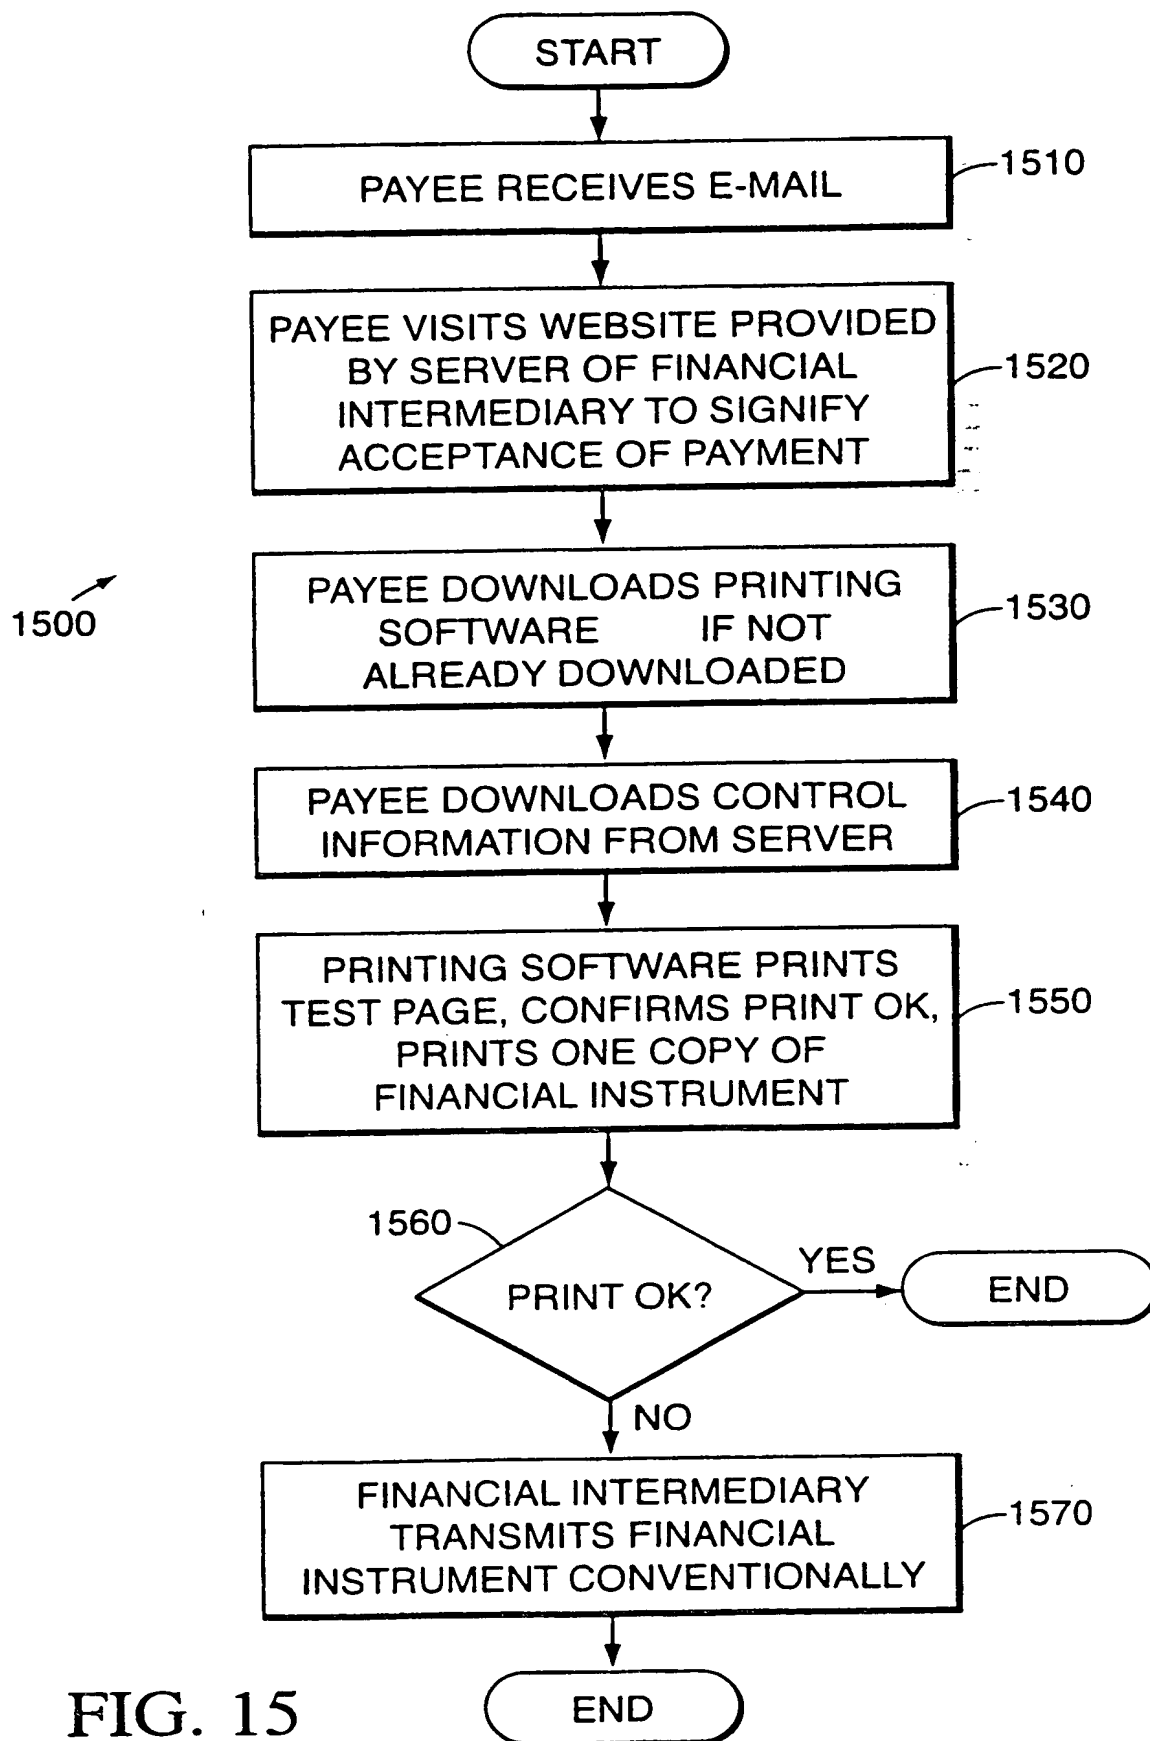 START
PAYEE RECEIVES E-MAIL
1510
PAYEE VISITS WEBSITE PROVIDED
BY SERVER OF FINANCIAL
INTERMEDIARY TO SIGNIFY
ACCEPTANCE OF PAYMENT
1520
1500
PAYEE DOWNLOADS PRINTING
SOFTWARE IF NOT
ALREADY DOWNLOADED
1530
PAYEE DOWNLOADS CONTROL
INFORMATION FROM SERVER
1540
PRINTING SOFTWARE PRINTS
TEST PAGE, CONFIRMS PRINT OK,
PRINTS ONE COPY OF
FINANCIAL INSTRUMENT
1550
1560
PRINT OK?
YES
END
NO
FINANCIAL INTERMEDIARY
TRANSMITS FINANCIAL
INSTRUMENT CONVENTIONALLY
1570
END
FIG. 15